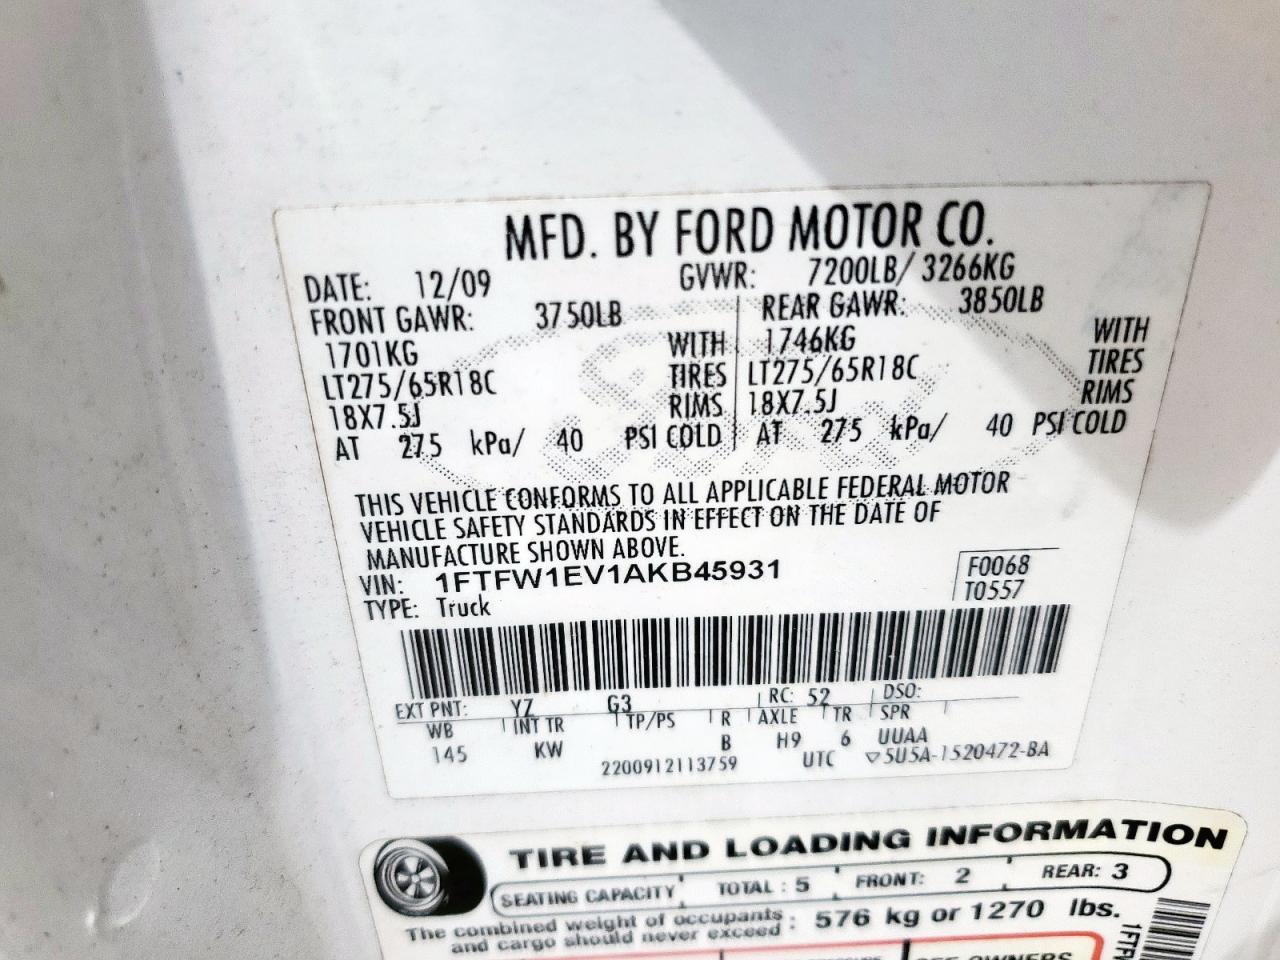 MFD. BY FORD MOTOR CO.
DATE: 12/09 GVWR: 7200LB/ 3266KG
FRONT GAWR: 3750LB REAR GAWR: 3850LB
1701KG WITH 1746KG WITH
LT275/65R18C TIRES LT275/65R18C TIRES
18X7.5J RIMS 18X7.5J RIMS
AT 275 kPa/ 40 PSI COLD AT 275 kPa/ 40 PSI COLD
THIS VEHICLE CONFORMS TO ALL APPLICABLE FEDERAL MOTOR
VEHICLE SAFETY STANDARDS IN EFFECT ON THE DATE OF
MANUFACTURE SHOWN ABOVE.
VIN: 1FTFW1EV1AKB45931 F0068
TYPE: Truck T0557
EXT PNT: YZ G3 RC: 52 DSO:
WB INT TR TP/PS R AXLE TR SPR
145 KW B H9 6 UUAA
2200912113759 UTC ▽5U5A-1520472-BA
TIRE AND LOADING INFORMATION
SEATING CAPACITY TOTAL : 5 FRONT: 2 REAR: 3
The combined weight of occupants : 576 kg or 1270 lbs.
and cargo should never exceed :
SEE OWNERS